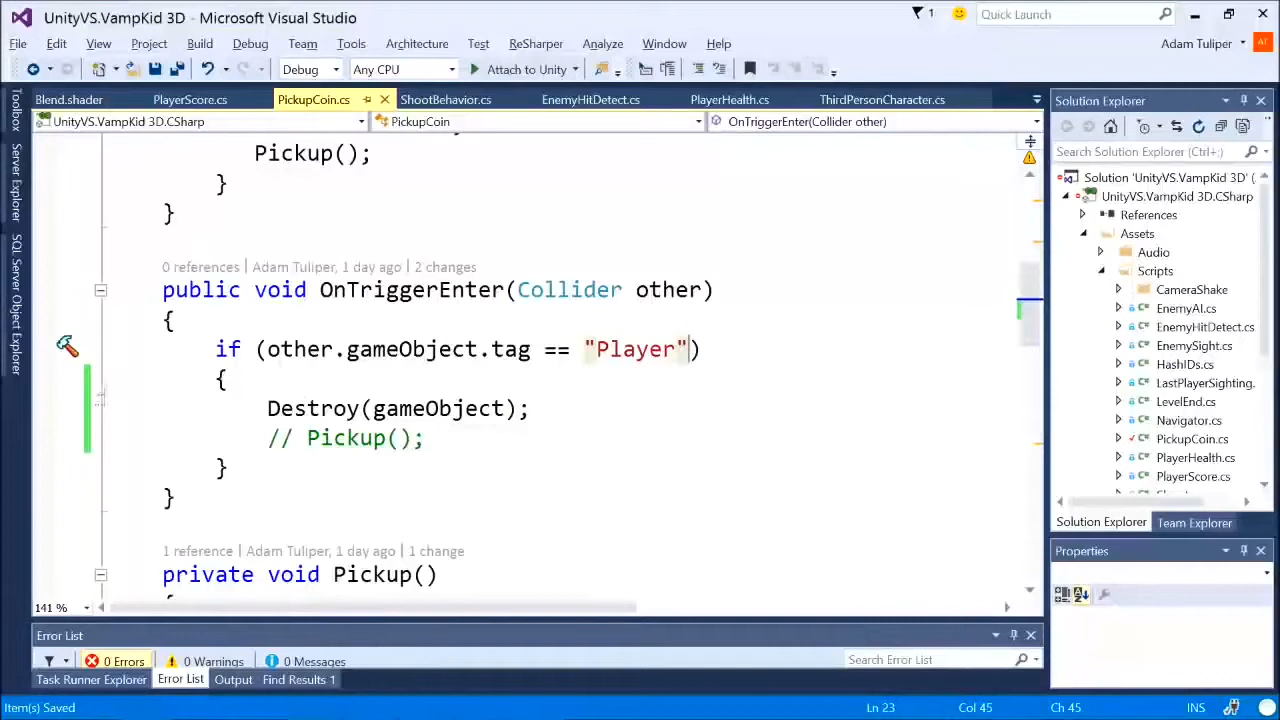 UnityVS.VampKid 3D - Microsoft Visual Studio
1
Quick Launch
File Edit View Project Build Debug Team Tools Architecture Test ReSharper Analyze Window Help
Adam Tuliper
AT
Debug Any CPU Attach to Unity
Toolbox
Server Explorer
SQL Server Object Explorer
Blend.shader PlayerScore.cs PickupCoin.cs ShootBehavior.cs EnemyHitDetect.cs PlayerHealth.cs ThirdPersonCharacter.cs
UnityVS.VampKid 3D.CSharp PickupCoin OnTriggerEnter(Collider other)
Pickup();
}
}
0 references | Adam Tuliper, 1 day ago | 2 changes
public void OnTriggerEnter(Collider other)
{
if (other.gameObject.tag == "Player")
{
Destroy(gameObject);
// Pickup();
}
}
1 reference | Adam Tuliper, 1 day ago | 1 change
private void Pickup()
141 %
Solution Explorer
Search Solution Explorer (Ctrl+;)
Solution 'UnityVS.VampKid 3D' (
UnityVS.VampKid 3D.CSharp
References
Assets
Audio
Scripts
CameraShake
EnemyAI.cs
EnemyHitDetect.cs
EnemySight.cs
HashIDs.cs
LastPlayerSighting.
LevelEnd.cs
Navigator.cs
PickupCoin.cs
PlayerHealth.cs
PlayerScore.cs
Solution Explorer Team Explorer
Properties
Error List
0 Errors 0 Warnings 0 Messages
Search Error List
Task Runner Explorer Error List Output Find Results 1
Item(s) Saved Ln 23 Col 45 Ch 45 INS